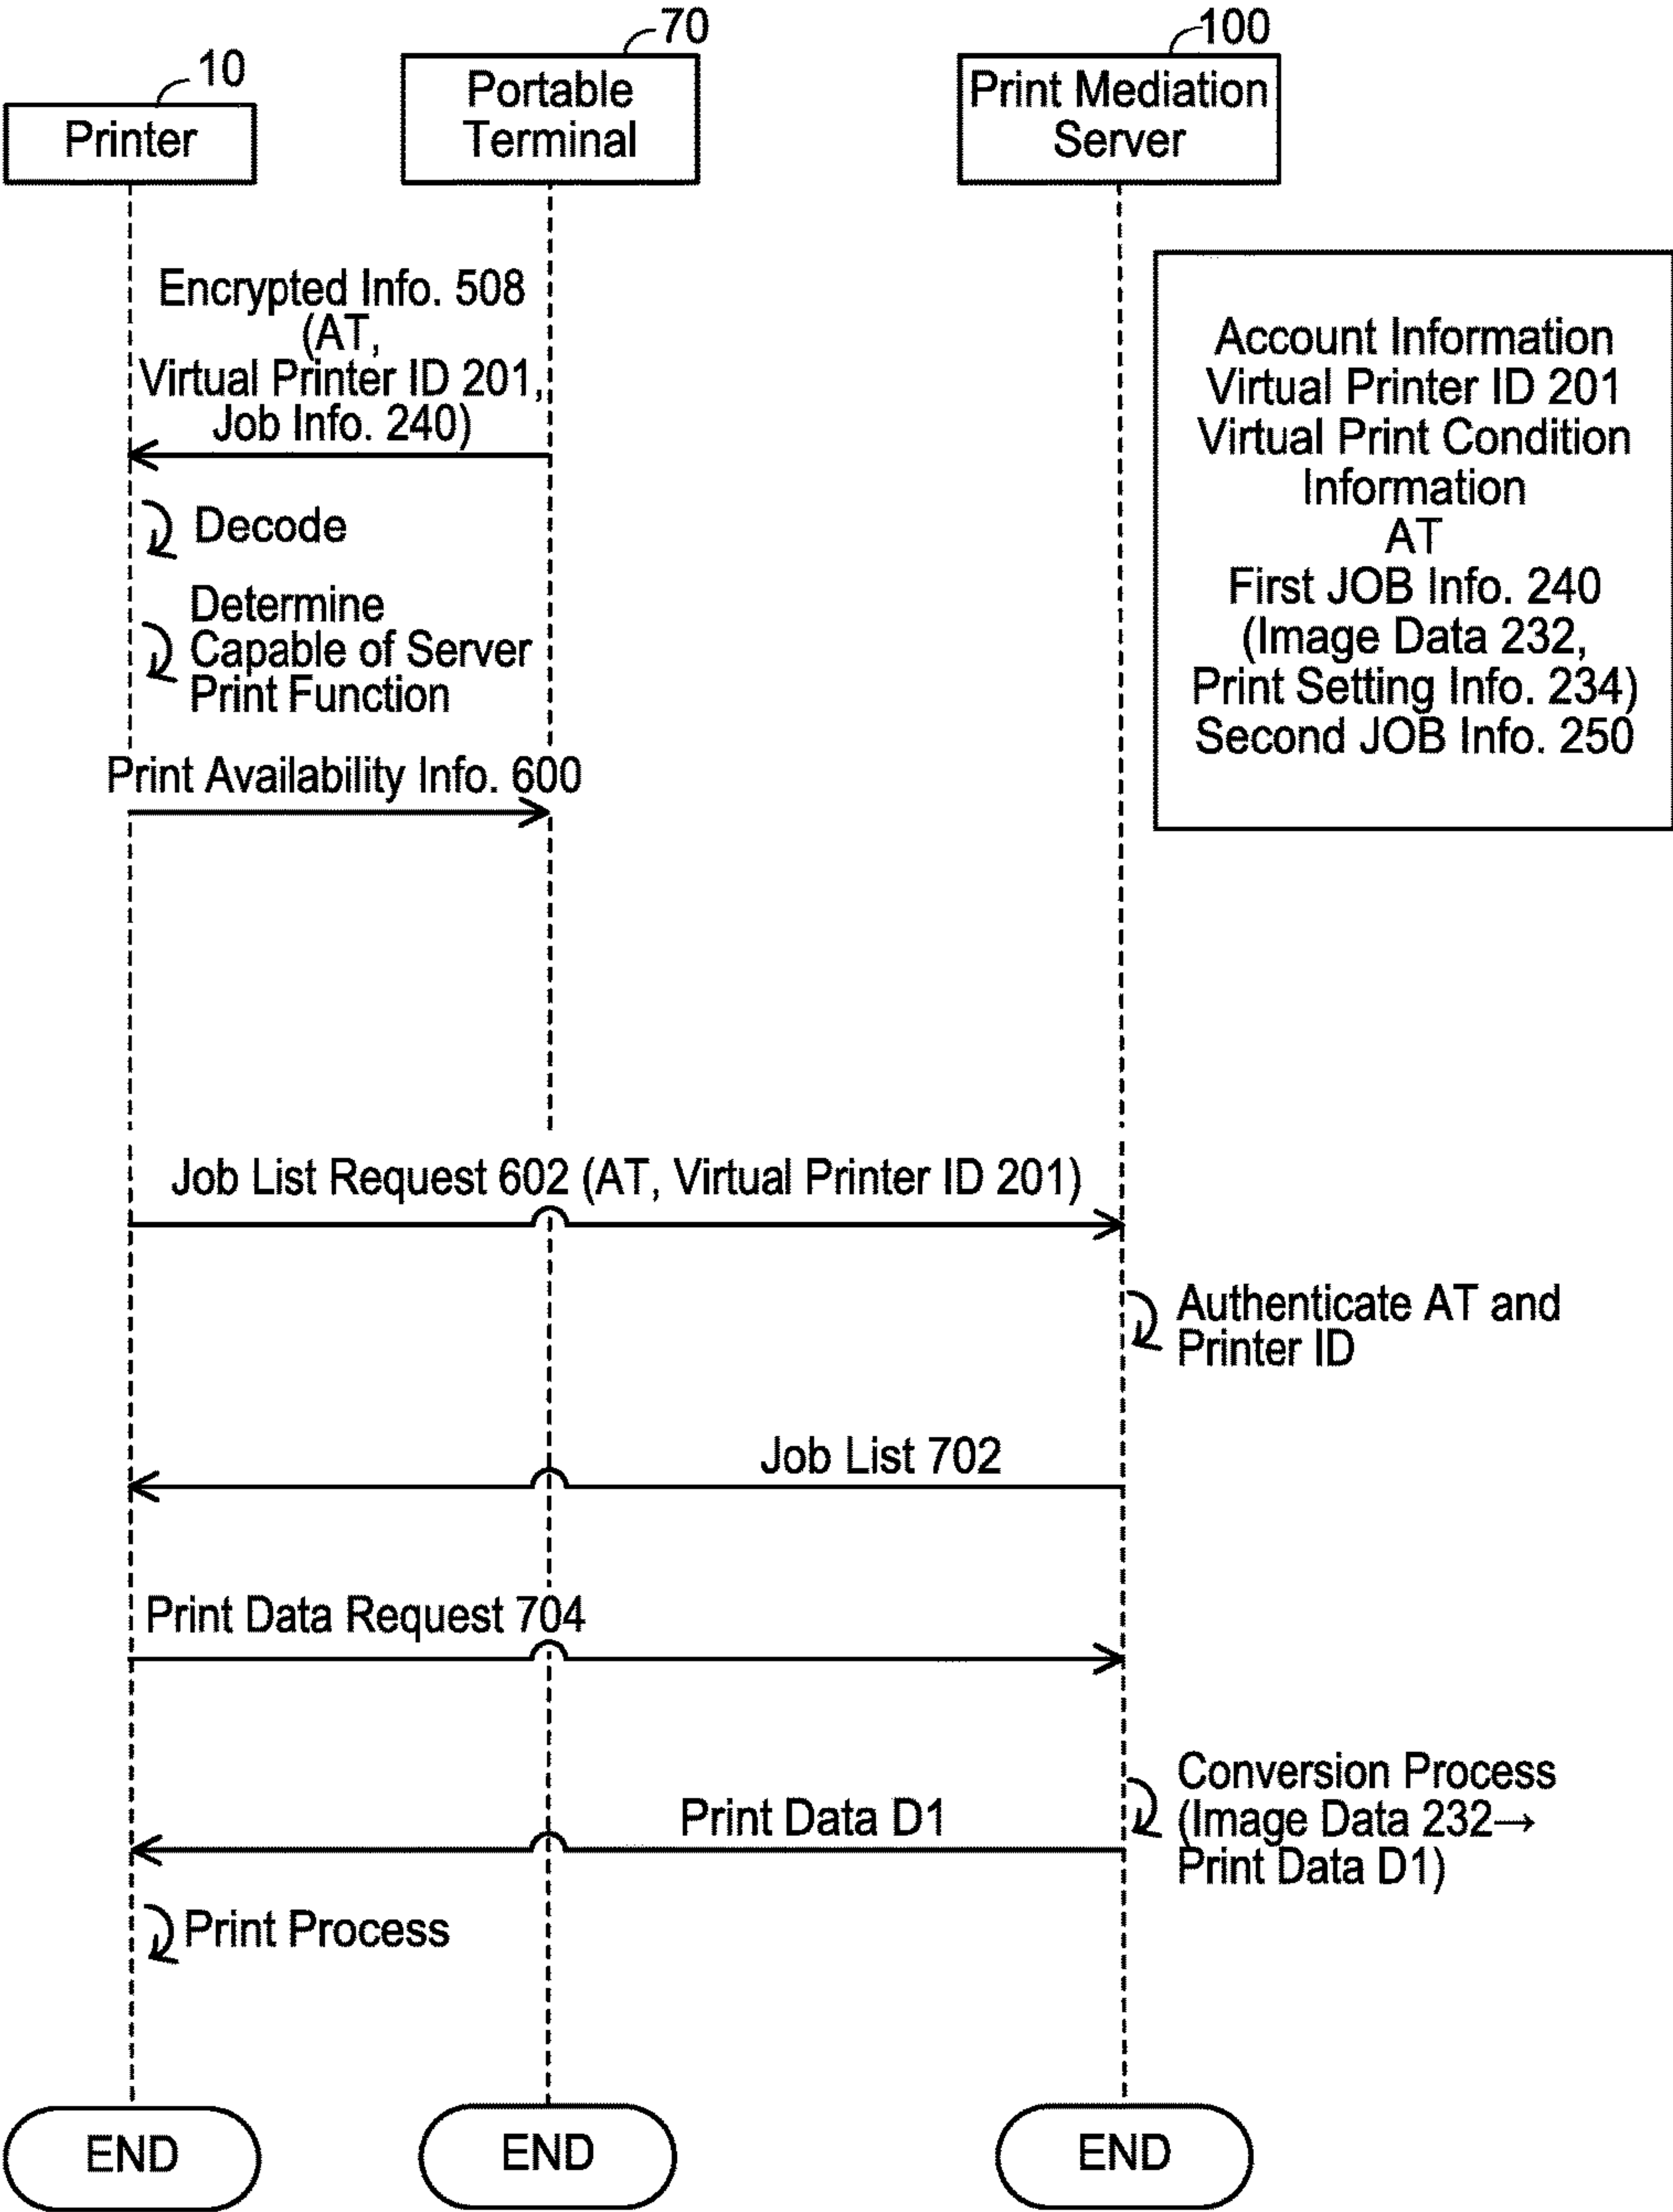 10
Printer
70
Portable
Terminal
100
Print Mediation
Server
Encrypted Info. 508
(AT,
Virtual Printer ID 201,
Job Info. 240)
Decode
Determine
Capable of Server
Print Function
Print Availability Info. 600
Account Information
Virtual Printer ID 201
Virtual Print Condition
Information
AT
First JOB Info. 240
(Image Data 232,
Print Setting Info. 234)
Second JOB Info. 250
Job List Request 602 (AT, Virtual Printer ID 201)
Authenticate AT and
Printer ID
Job List 702
Print Data Request 704
Conversion Process
(Image Data 232→
Print Data D1)
Print Data D1
Print Process
END
END
END